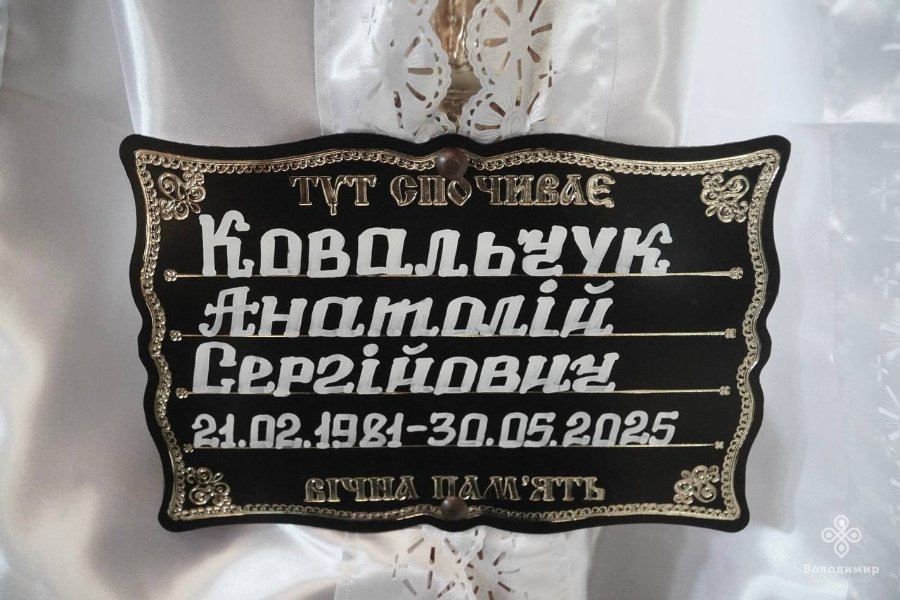 ТУТ СПОЧИВАЄ
Ковальчук
Анатолій
Сергійович
21.02.1981-30.05.2025
ВІЧНА ПАМ'ЯТЬ
Володимир